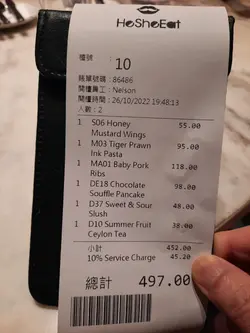 HeSheEat
檯號
10
賬單號碼 : 86486
開檯員工 : Nelson
開檯時間 : 26/10/2022 19:48:13
人數 : 2
1 S06 Honey 55.00
Mustard Wings
1 M03 Tiger Prawn 95.00
Ink Pasta
1 MA01 Baby Pork 118.00
Ribs
1 DE18 Chocolate 98.00
Souffle Pancake
1 D37 Sweet & Sour 48.00
Slush
1 D10 Summer Fruit 38.00
Ceylon Tea
小計 452.00
10% Service Charge 45.20
總計 497.00